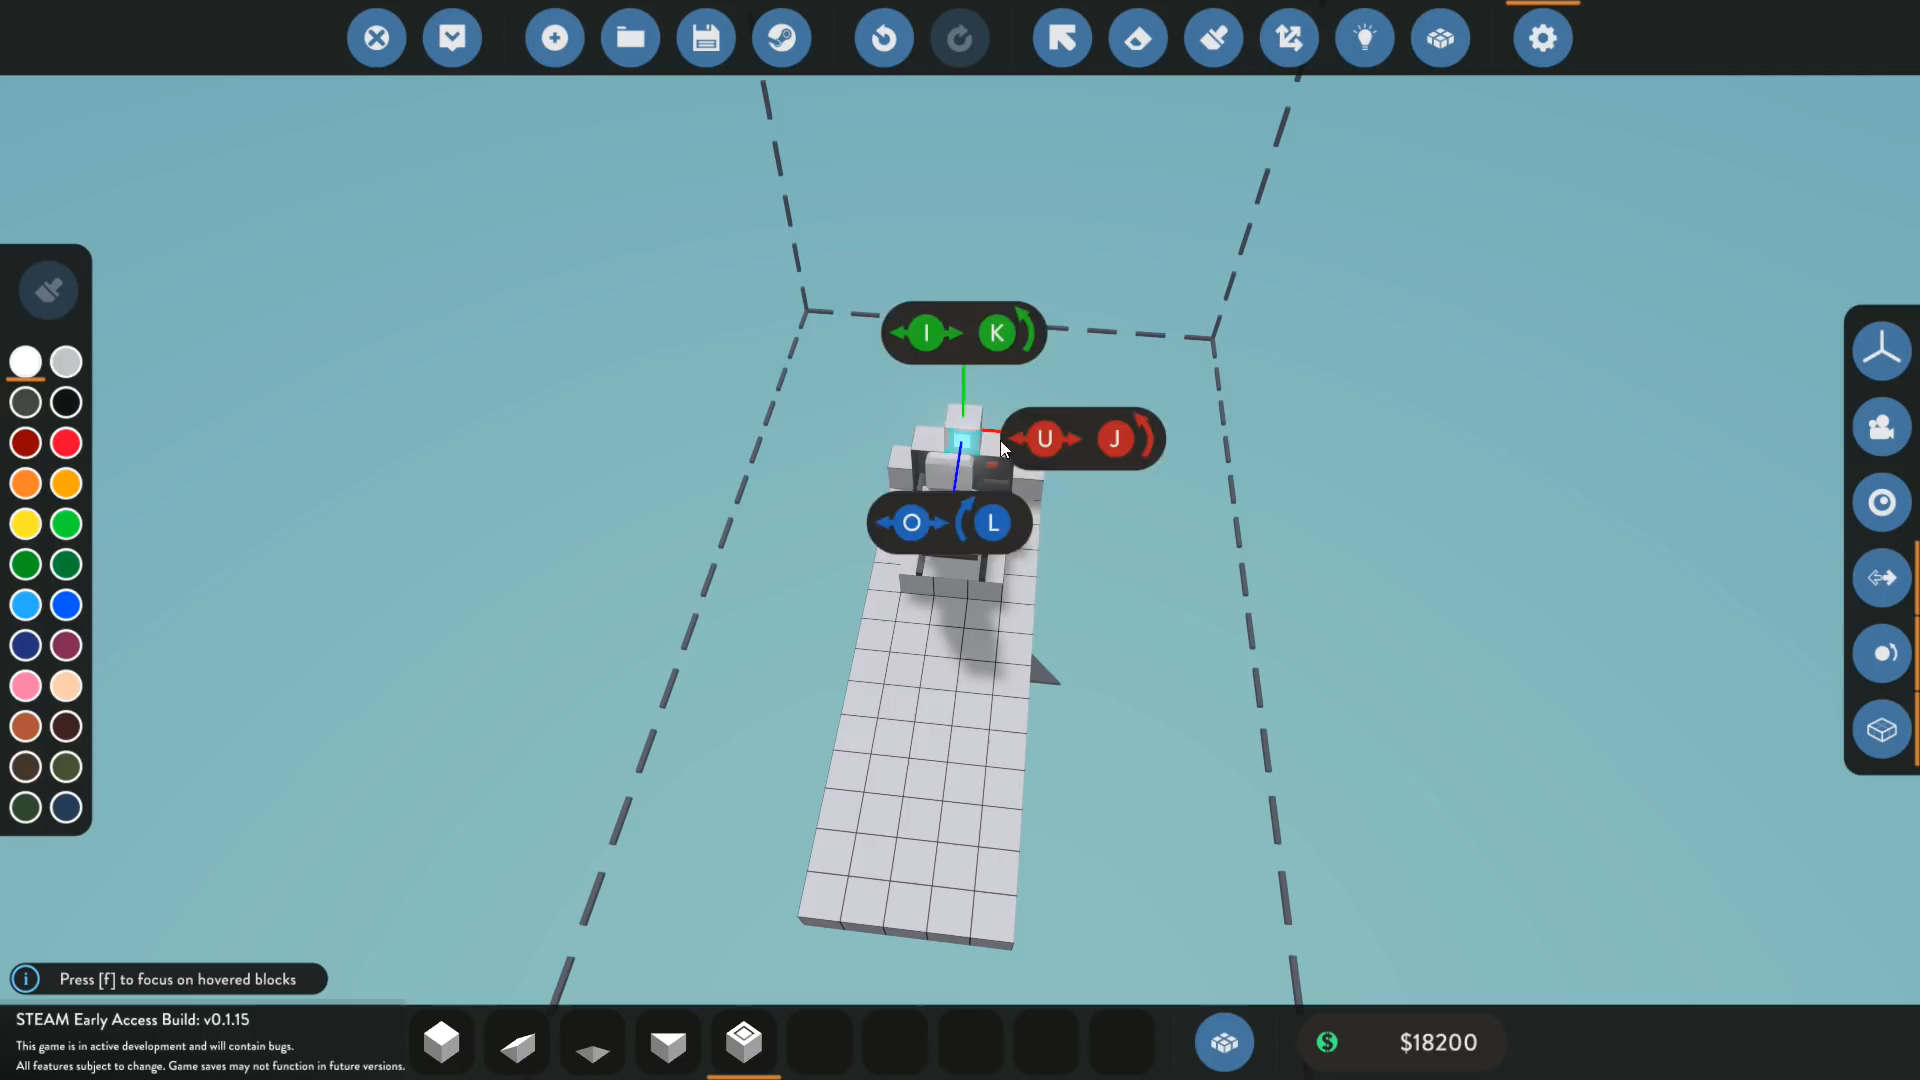 I K
U J
O L
Press [f] to focus on hovered blocks
STEAM Early Access Build: v0.1.15
This game is in active development and will contain bugs.
All features subject to change. Game saves may not function in future versions.
$ $18200